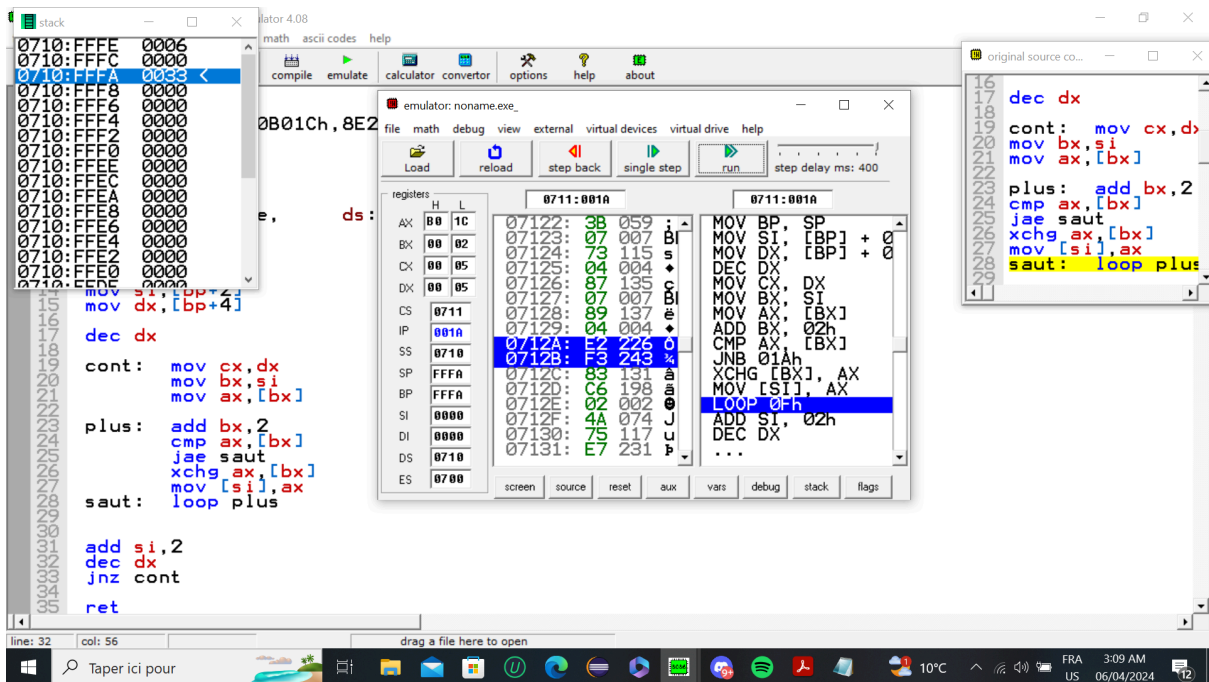 stack
0710:FFFE 0006
0710:FFFC 0000
0710:FFFA 0033 <
0710:FFF8 0000
0710:FFF6 0000
0710:FFF4 0000
0710:FFF2 0000
0710:FFF0 0000
0710:FFEE 0000
0710:FFEC 0000
0710:FFEA 0000
0710:FFE8 0000
0710:FFE6 0000
0710:FFE4 0000
0710:FFE2 0000
0710:FFE0 0000
0710:FFDE 0000
ulator 4.08
math ascii codes help
compile emulate calculator convertor options help about
0B01Ch,8E2
e, ds:
14 mov si,[bp+2]
15 mov dx,[bp+4]
16
17 dec dx
18
19 cont: mov cx,dx
20 mov bx,si
21 mov ax,[bx]
22
23 plus: add bx,2
24 cmp ax,[bx]
25 jae saut
26 xchg ax,[bx]
27 mov [si],ax
28 saut: loop plus
29
30
31 add si,2
32 dec dx
33 jnz cont
34
35 ret
line: 32 col: 56 drag a file here to open
emulator: noname.exe_
file math debug view external virtual devices virtual drive help
Load reload step back single step run step delay ms: 400
registers
H L
AX B0 1C
BX 00 02
CX 00 05
DX 00 05
CS 0711
IP 001A
SS 0710
SP FFFA
BP FFFA
SI 0000
DI 0000
DS 0710
ES 0700
0711:001A
07122: 3B 059 ;
07123: 07 007 BE
07124: 73 115 s
07125: 04 004 ♦
07126: 87 135 ç
07127: 07 007 BE
07128: 89 137 ë
07129: 04 004 ♦
0712A: E2 226 Ô
0712B: F3 243 ¾
0712C: 83 131 â
0712D: C6 198 ã
0712E: 02 002 ☻
0712F: 4A 074 J
07130: 75 117 u
07131: E7 231 þ
0711:001A
MOV BP, SP
MOV SI, [BP] + 0
MOV DX, [BP] + 0
DEC DX
MOV CX, DX
MOV BX, SI
MOV AX, [BX]
ADD BX, 02h
CMP AX, [BX]
JNB 01Ah
XCHG [BX], AX
MOV [SI], AX
LOOP 0Fh
ADD SI, 02h
DEC DX
...
screen source reset aux vars debug stack flags
original source co...
16
17 dec dx
18
19 cont: mov cx,dx
20 mov bx,si
21 mov ax,[bx]
22
23 plus: add bx,2
24 cmp ax,[bx]
25 jae saut
26 xchg ax,[bx]
27 mov [si],ax
28 saut: loop plus
29
Taper ici pour
10°C
FRA
US
3:09 AM
06/04/2024
12